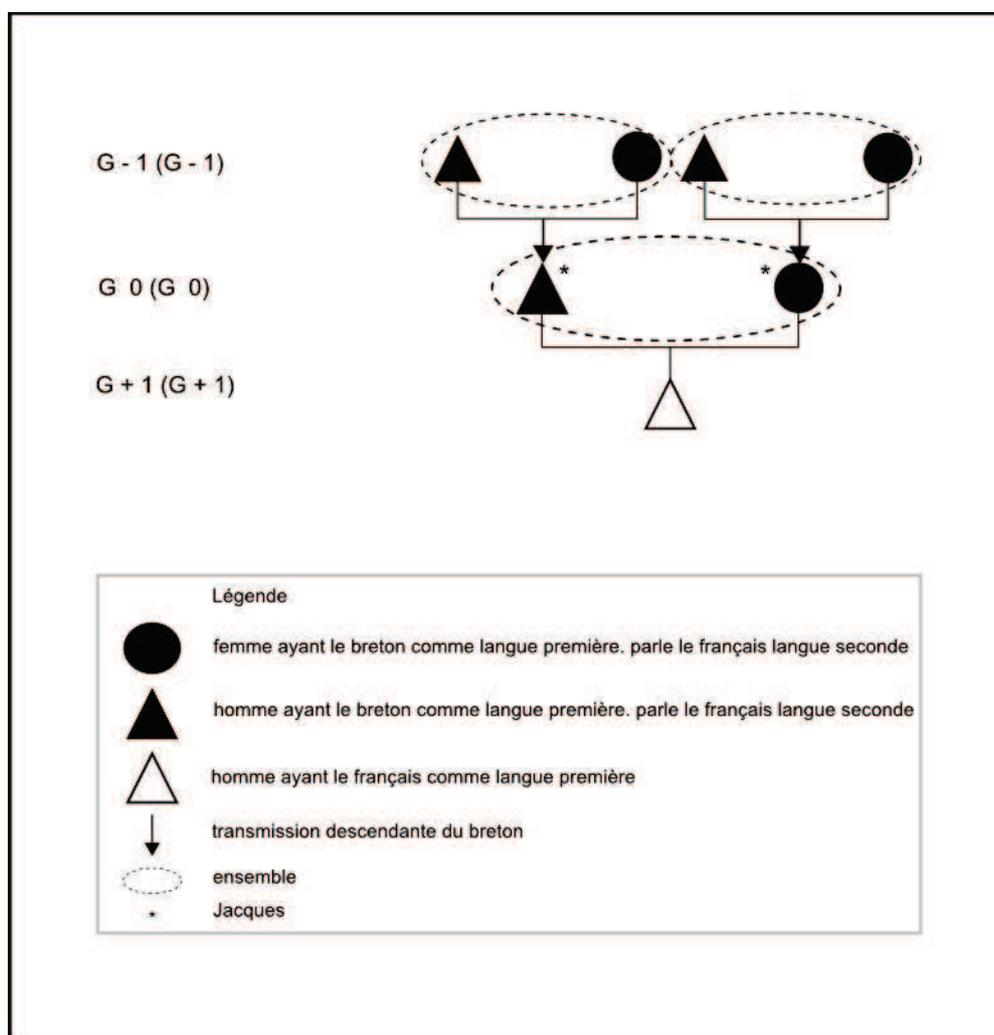 G - 1 (G - 1)
*
*
G 0 (G 0)
G + 1 (G + 1)
Légende
femme ayant le breton comme langue première. parle le français langue seconde
homme ayant le breton comme langue première. parle le français langue seconde
homme ayant le français comme langue première
transmission descendante du breton
ensemble
* Jacques